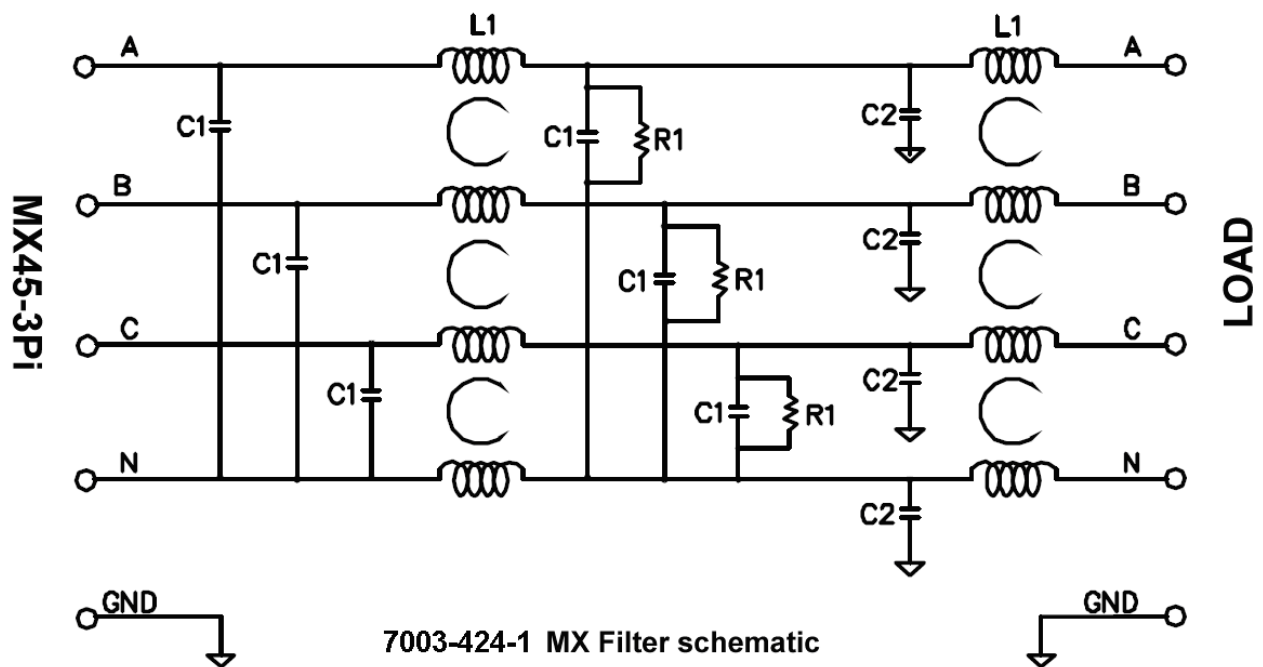 L1
L1
A
A
C1
C1
R1
C2
B
B
C1
C1
R1
C2
MX45-3Pi
LOAD
C
C
C1
C1
R1
C2
N
N
C2
GND
GND
7003-424-1 MX Filter schematic